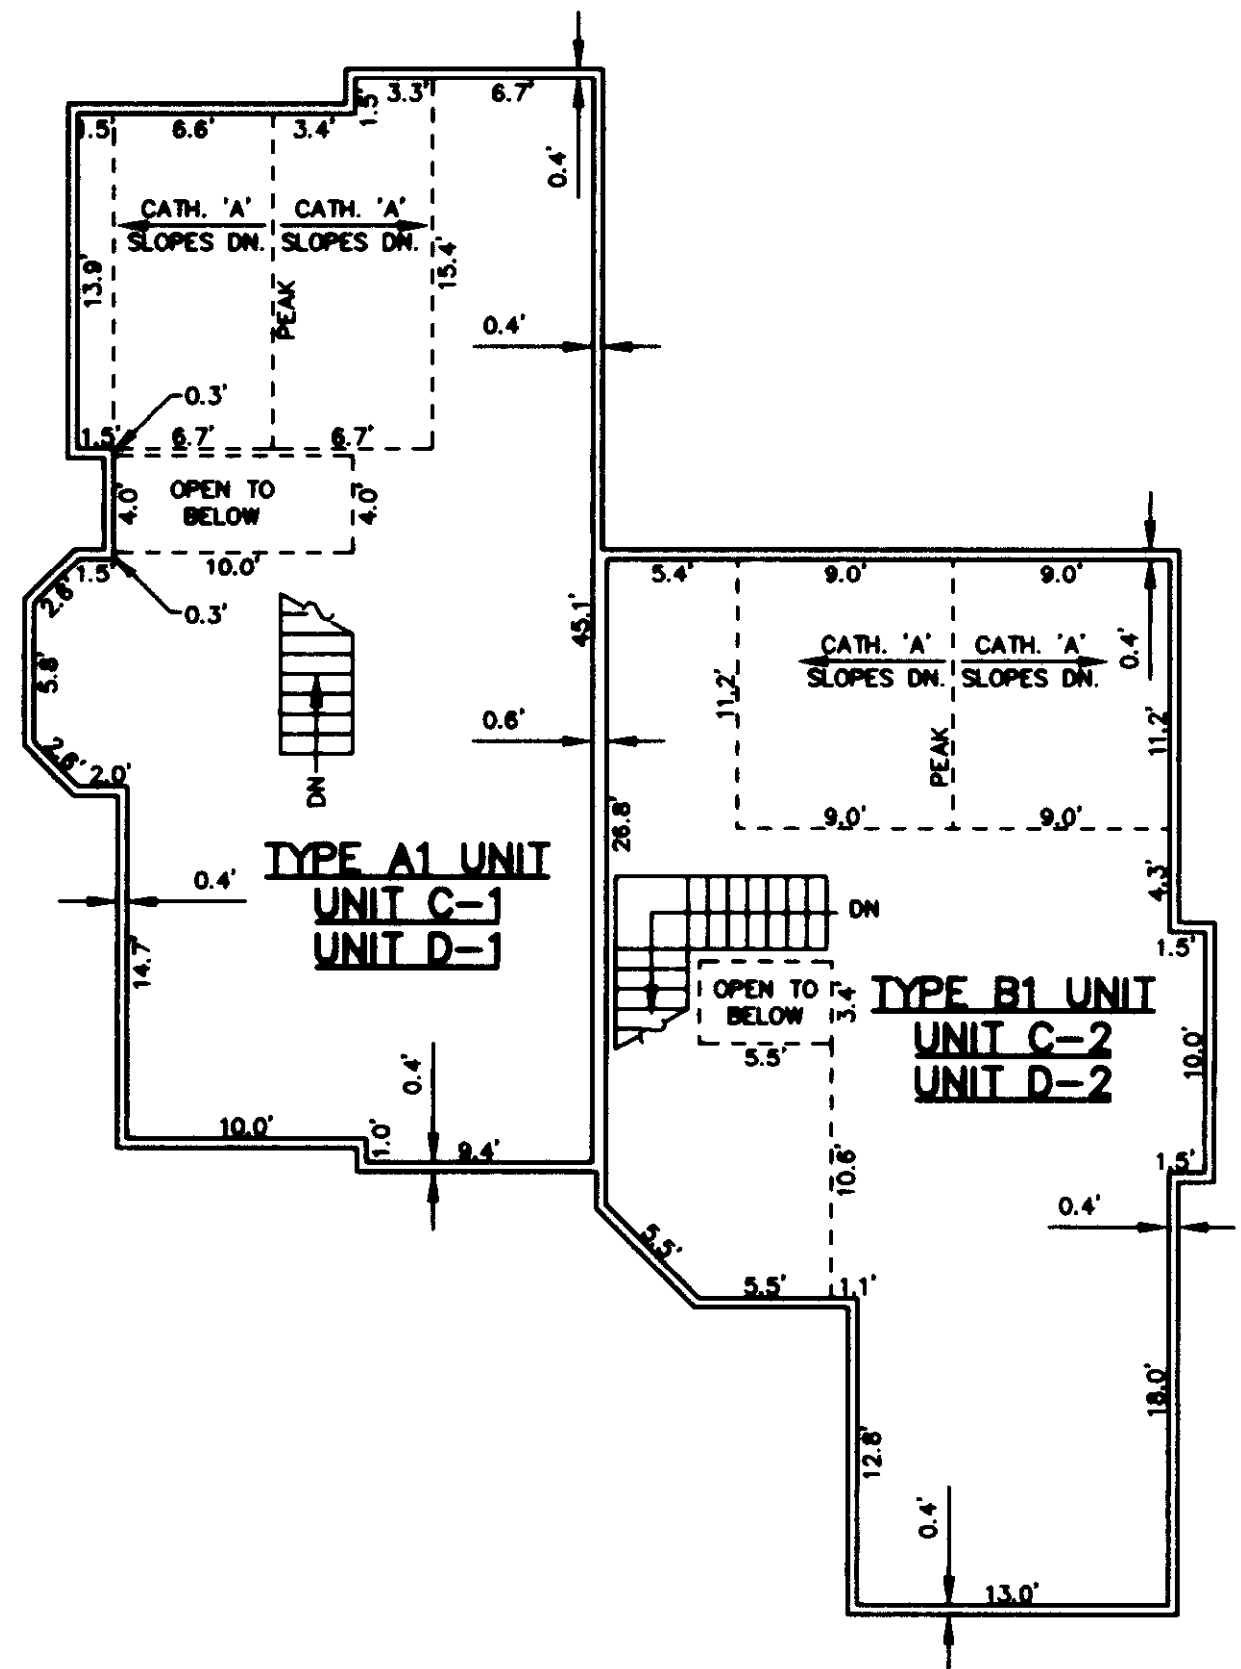 3.3'
6.7'
1.5'
1.5'
6.6'
3.4'
0.4'
CATH. 'A'
SLOPES DN.
CATH. 'A'
SLOPES DN.
13.9'
PEAK
15.4'
0.4'
0.3'
1.5'
6.7'
6.7'
4.0'
OPEN TO
BELOW
4.0'
10.0'
1.5'
0.3'
2.6'
5.8'
2.6'
2.0'
DN
45.1'
0.6'
TYPE A1 UNIT
UNIT C-1
UNIT D-1
0.4'
14.7'
0.4'
10.0'
1.0'
9.4'
5.4'
9.0'
9.0'
0.4'
CATH. 'A'
SLOPES DN.
CATH. 'A'
SLOPES DN.
11.2'
11.2'
PEAK
9.0'
9.0'
26.8'
4.3'
DN
1.5'
OPEN TO
BELOW
3.4'
5.5'
TYPE B1 UNIT
UNIT C-2
UNIT D-2
10.0'
10.6'
1.5'
0.4'
5.5'
5.5'
1.1'
12.8'
18.0'
0.4'
13.0'